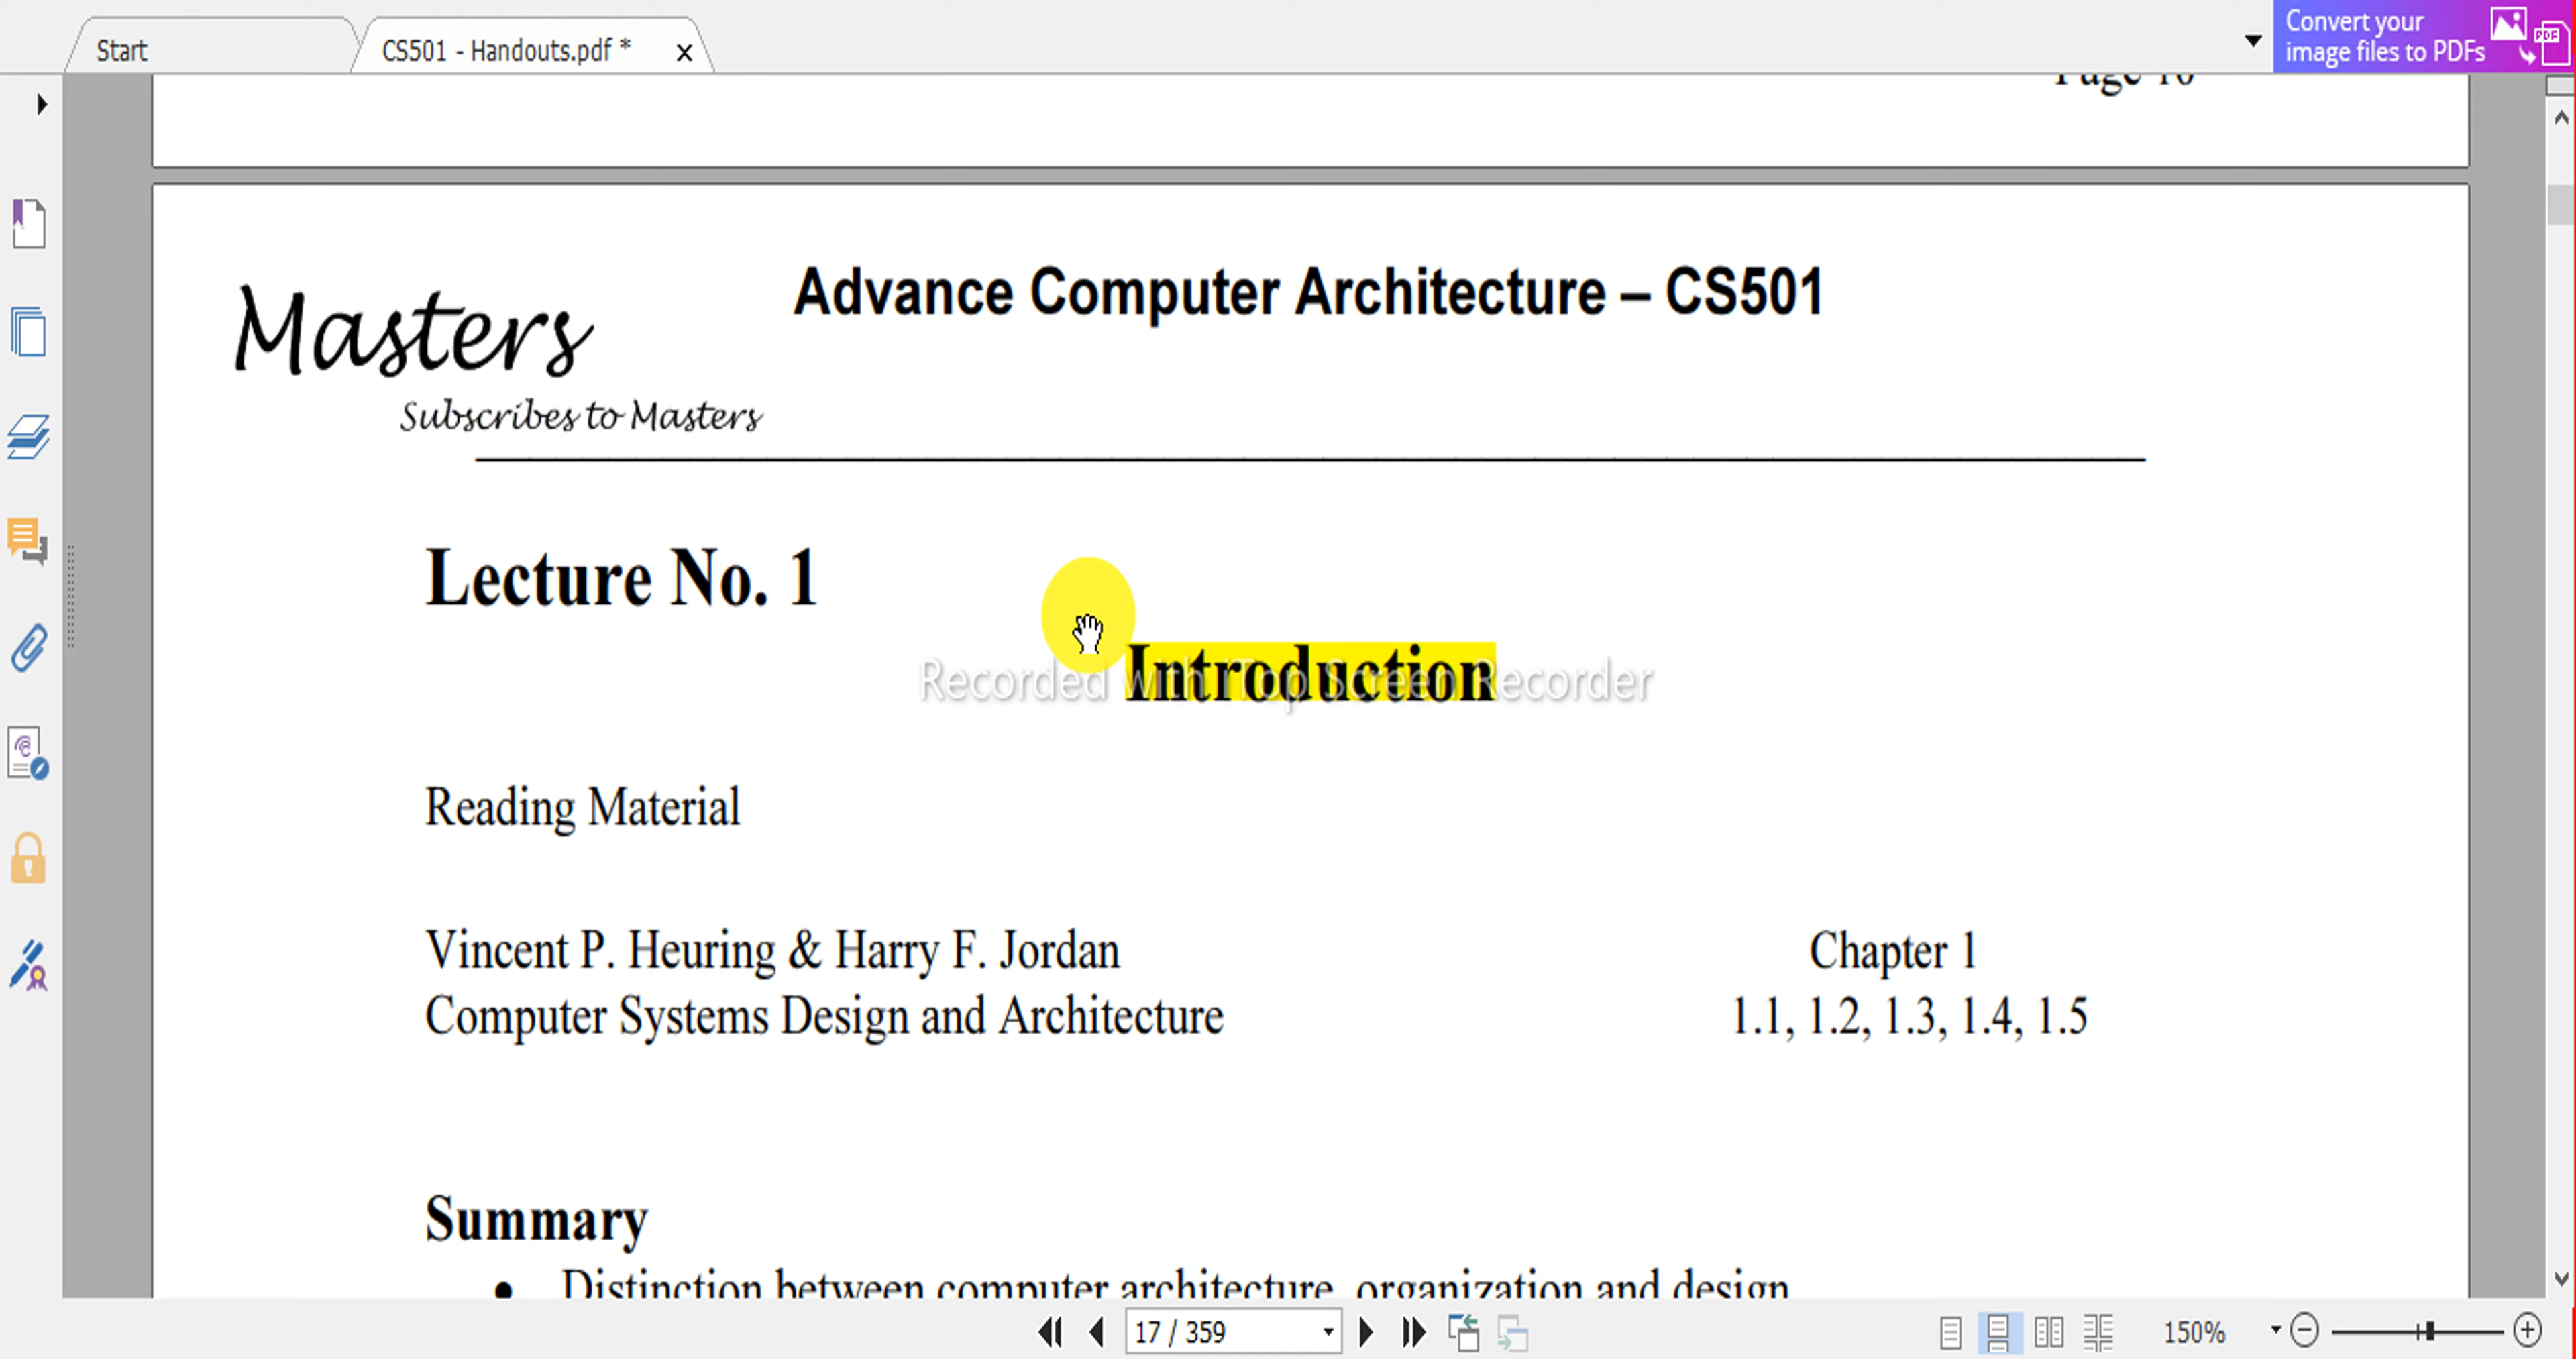 Start
CS501 - Handouts.pdf *
Convert your
image files to PDFs
Page 16
Advance Computer Architecture – CS501
Masters
Subscribes to Masters
Lecture No. 1
Introduction
Recorded with iTop Screen Recorder
Reading Material
Vincent P. Heuring & Harry F. Jordan
Chapter 1
Computer Systems Design and Architecture
1.1, 1.2, 1.3, 1.4, 1.5
Summary
• Distinction between computer architecture, organization and design
17 / 359
150%